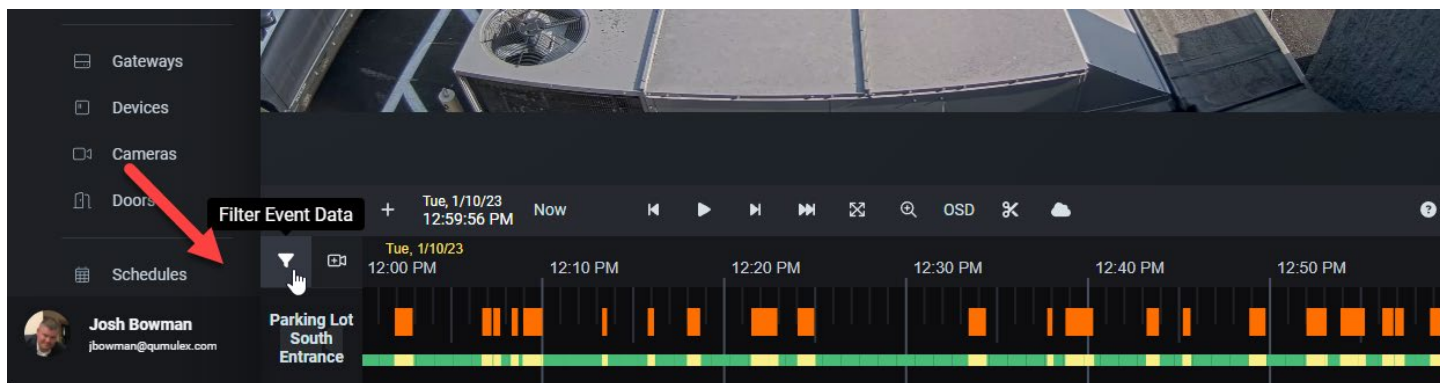 Gateways
Devices
Cameras
Doors
Schedules
Josh Bowman
jbowman@qumulex.com
Filter Event Data
Tue, 1/10/23
12:59:56 PM
Now
OSD
?
Tue, 1/10/23
12:00 PM 12:10 PM 12:20 PM 12:30 PM 12:40 PM 12:50 PM
Parking Lot
South
Entrance